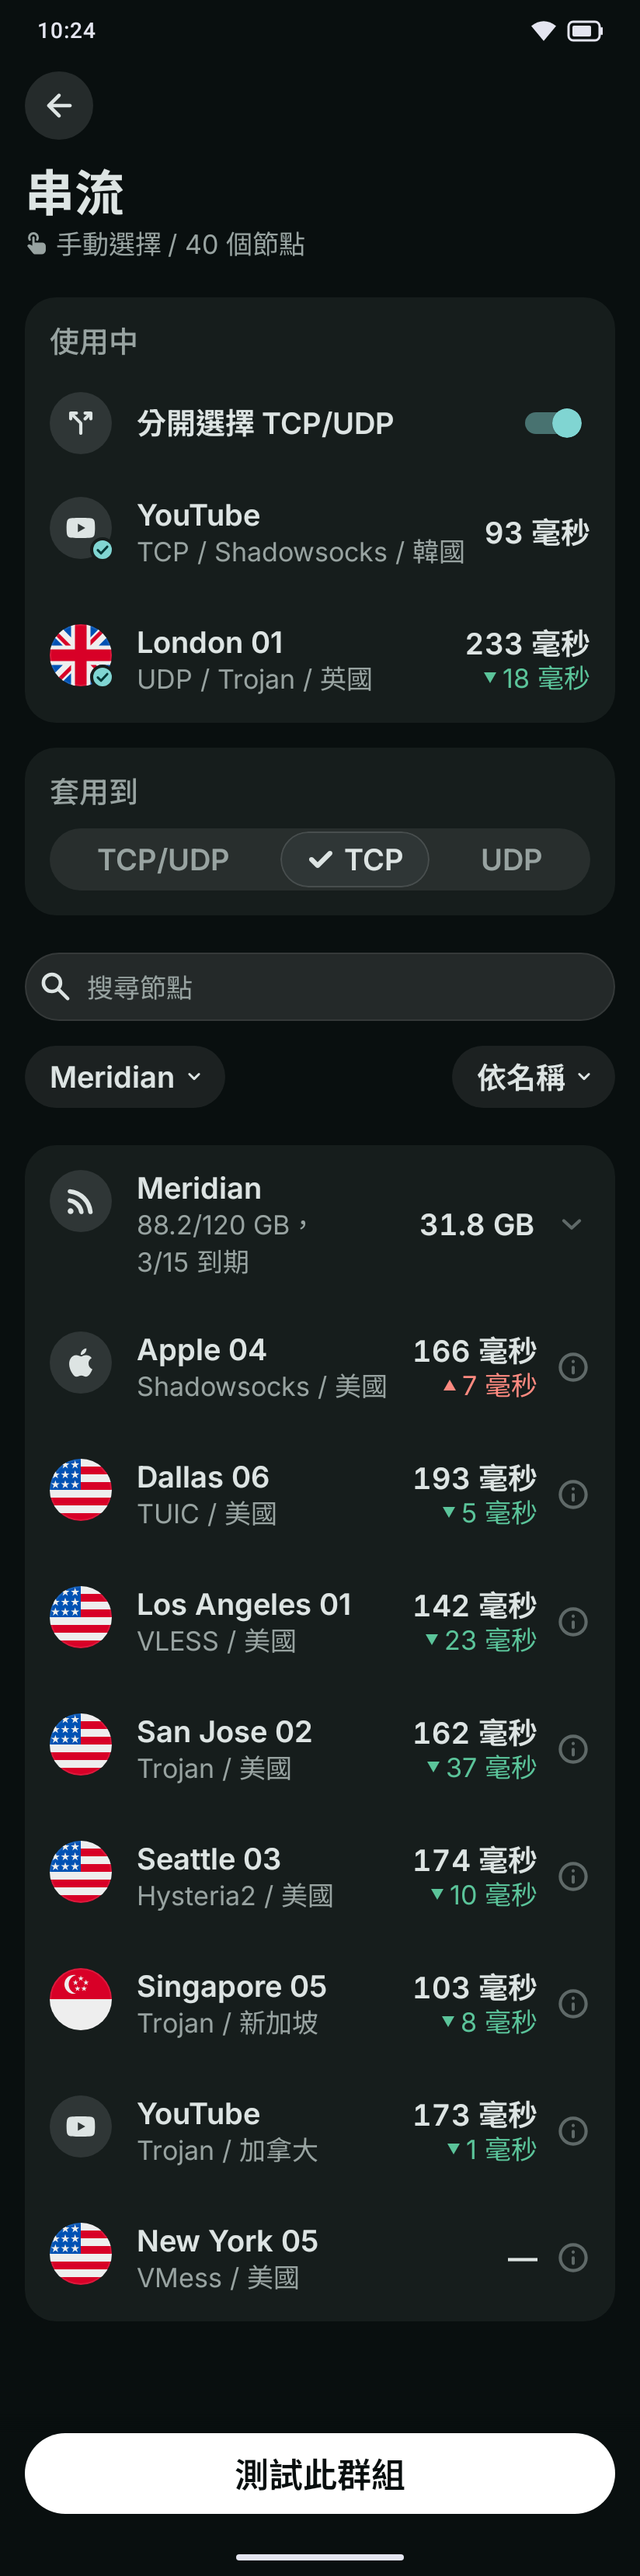 10:24
串流
手動選擇 / 40 個節點
使用中
分開選擇 TCP/UDP
YouTube
TCP / Shadowsocks / 韓國
93 毫秒
London 01
UDP / Trojan / 英國
233 毫秒
▼18 毫秒
套用到
TCP/UDP
TCP
UDP
搜尋節點
Meridian
依名稱
Meridian
88.2/120 GB，
3/15 到期
31.8 GB
Apple 04
Shadowsocks / 美國
166 毫秒
▲7 毫秒
Dallas 06
TUIC / 美國
193 毫秒
▼5 毫秒
Los Angeles 01
VLESS / 美國
142 毫秒
▼23 毫秒
San Jose 02
Trojan / 美國
162 毫秒
▼37 毫秒
Seattle 03
Hysteria2 / 美國
174 毫秒
▼10 毫秒
Singapore 05
Trojan / 新加坡
103 毫秒
▼8 毫秒
YouTube
Trojan / 加拿大
173 毫秒
▼1 毫秒
New York 05
VMess / 美國
—
測試此群組